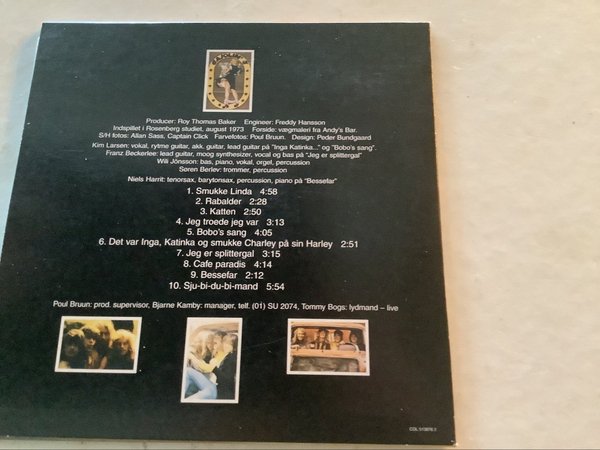 Producer: Roy Thomas Baker Engineer: Freddy Hansson
Indspillet i Rosenberg studiet, august 1973 Forside: vægmaleri fra Andy's Bar.
S/H fotos: Allan Sass, Captain Click Farvefotos: Poul Bruun. Design: Peder Bundgaard
Kim Larsen: vokal, rytme guitar, akk, guitar, lead guitar på "Inga Katinka..." og "Bobo's sang".
Franz Beckerlee: lead guitar, moog synthesizer, vocal og bas på "Jeg er splittergal"
Wili Jönsson: bas, piano, vokal, orgel, percussion
Søren Berlev: trommer, percussion
Niels Harrit: tenorsax, barytonsax, percussion, piano på "Bessefar"
1. Smukke Linda 4:58
2. Rabalder 2:28
3. Katten 2:50
4. Jeg troede jeg var 3:13
5. Bobo's sang 4:05
6. Det var Inga, Katinka og smukke Charley på sin Harley 2:51
7. Jeg er splittergal 3:15
8. Cafe paradis 4:14
9. Bessefar 2:12
10. Sju-bi-du-bi-mand 5:54
Poul Bruun: prod. supervisor, Bjarne Kamby: manager, telf. (01) SU 2074, Tommy Bogs: lydmand – live